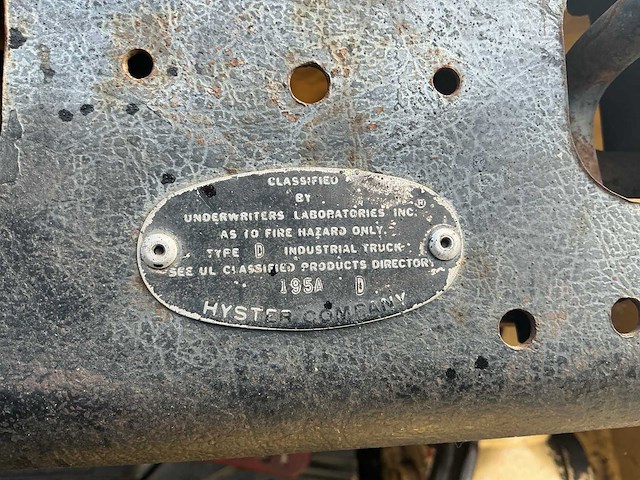 CLASSIFIED
BY
UNDERWRITERS LABORATORIES INC.®
AS TO FIRE HAZARD ONLY.
TYPE D INDUSTRIAL TRUCK
SEE UL CLASSIFIED PRODUCTS DIRECTORY
195A D
HYSTER COMPANY